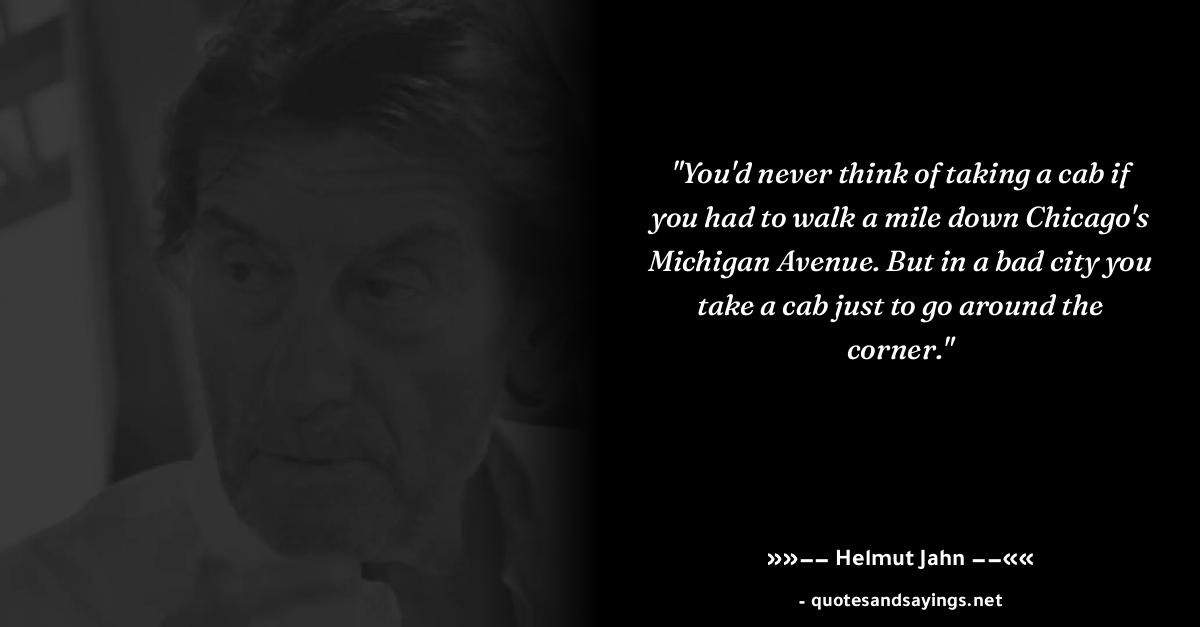 "You'd never think of taking a cab if
you had to walk a mile down Chicago's
Michigan Avenue. But in a bad city you
take a cab just to go around the
corner."
»»–– Helmut Jahn ––««
- quotesandsayings.net